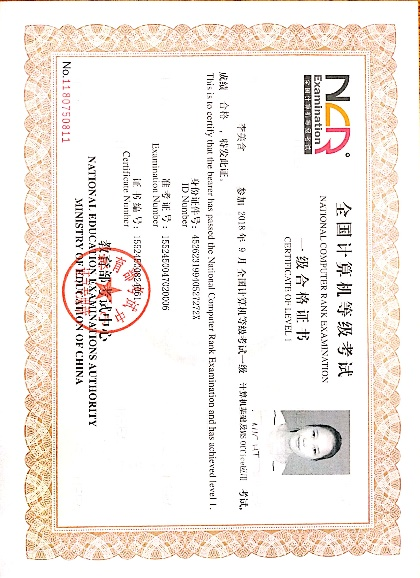 NCR
Examination
全国计算机等级考试
全国计算机等级考试
NATIONAL COMPUTER RANK EXAMINATION
一级合格证书
CERTIFICATE OF LEVEL 1
参加 2018 年 9 月 全国计算机等级考试一级 计算机基础及MS Office应用 考试,
成绩 合格 , 特发此证。
This is to certify that the bearer has passed the National Computer Rank Examination and has achieved level 1.
身份证件号:
ID Number
准 考 证 号 :
Examination Number
证 书 编 号 :
Certificate Number
教育部考试中心
NATIONAL EDUCATION EXAMINATIONS AUTHORITY
MINISTRY OF EDUCATION OF CHINA
No.1180750811